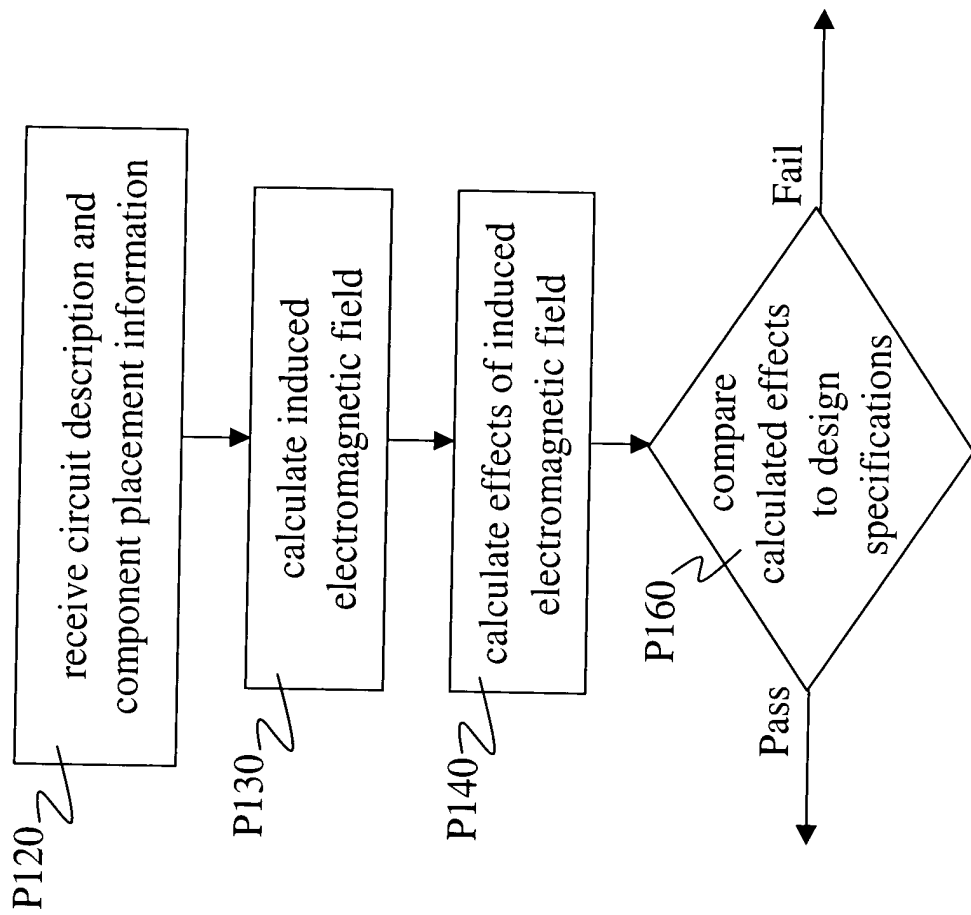 P120
receive circuit description and
component placement information
P130
calculate induced
electromagnetic field
P140
calculate effects of induced
electromagnetic field
P160
compare
calculated effects
to design
specifications
Pass
Fail